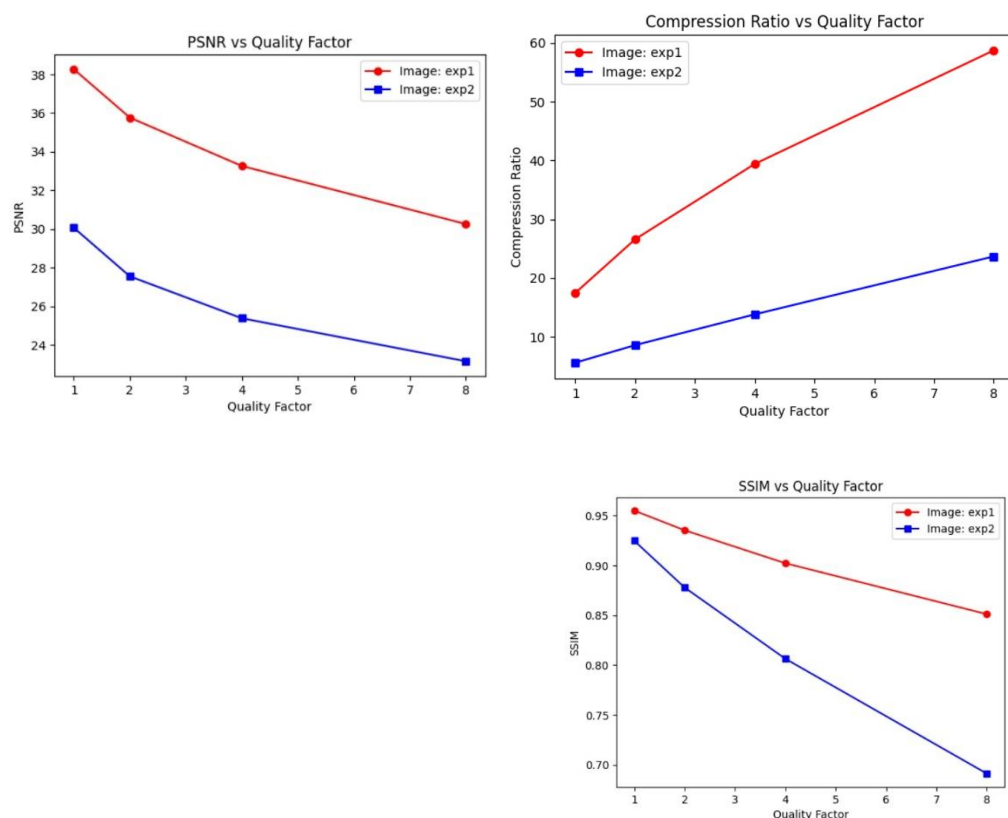 PSNR vs Quality Factor
Image: exp1
Image: exp2
38
36
34
32
30
28
26
24
PSNR
1 2 3 4 5 6 7 8
Quality Factor
Compression Ratio vs Quality Factor
Image: exp1
Image: exp2
60
50
40
30
20
10
Compression Ratio
1 2 3 4 5 6 7 8
Quality Factor
SSIM vs Quality Factor
Image: exp1
Image: exp2
0.95
0.90
0.85
0.80
0.75
0.70
SSIM
1 2 3 4 5 6 7 8
Quality Factor